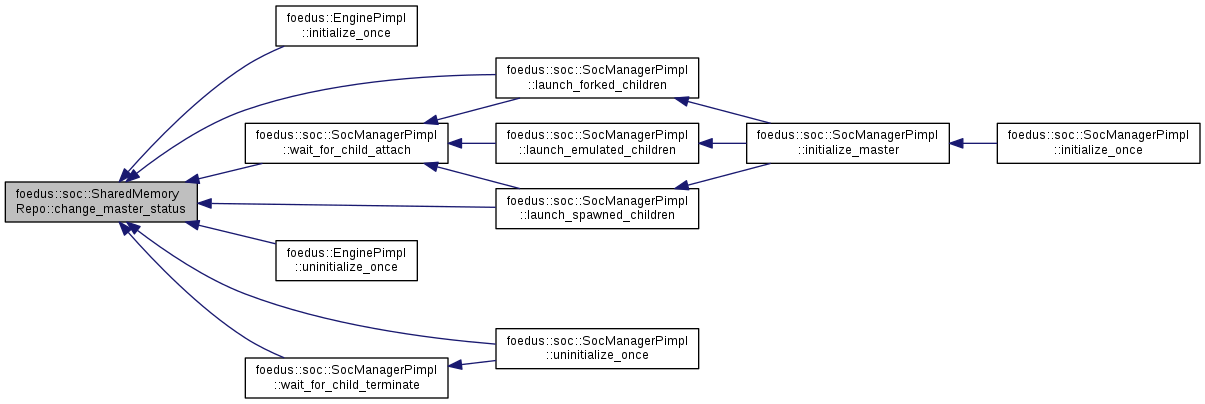 foedus::EnginePimpl
::initialize_once
foedus::soc::SocManagerPimpl
::launch_forked_children
foedus::soc::SocManagerPimpl
::wait_for_child_attach
foedus::soc::SocManagerPimpl
::launch_emulated_children
foedus::soc::SocManagerPimpl
::initialize_master
foedus::soc::SocManagerPimpl
::initialize_once
foedus::soc::SharedMemory
Repo::change_master_status
foedus::soc::SocManagerPimpl
::launch_spawned_children
foedus::EnginePimpl
::uninitialize_once
foedus::soc::SocManagerPimpl
::uninitialize_once
foedus::soc::SocManagerPimpl
::wait_for_child_terminate